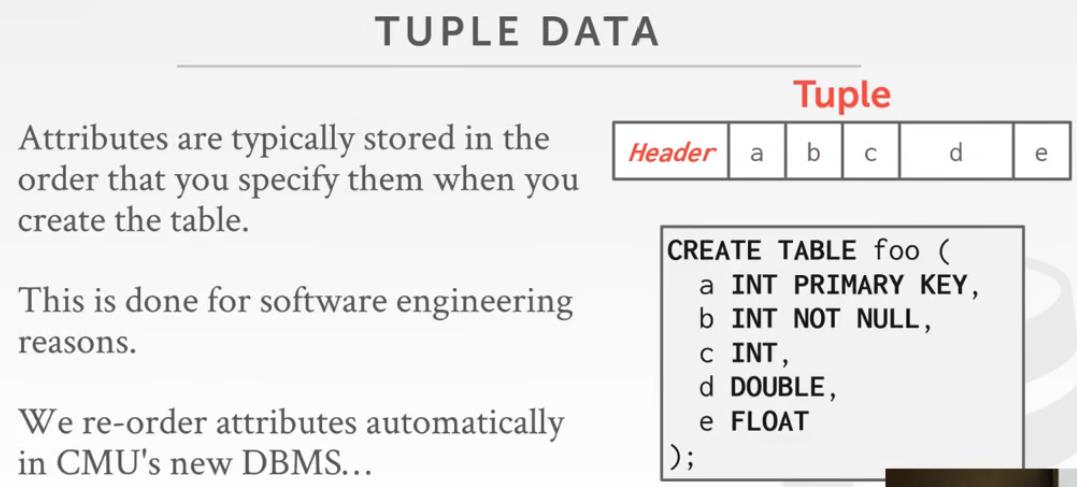 TUPLE DATA
Attributes are typically stored in the
order that you specify them when you
create the table.
This is done for software engineering
reasons.
We re-order attributes automatically
in CMU's new DBMS...
Tuple
Header a b c d e
CREATE TABLE foo (
a INT PRIMARY KEY,
b INT NOT NULL,
c INT,
d DOUBLE,
e FLOAT
);